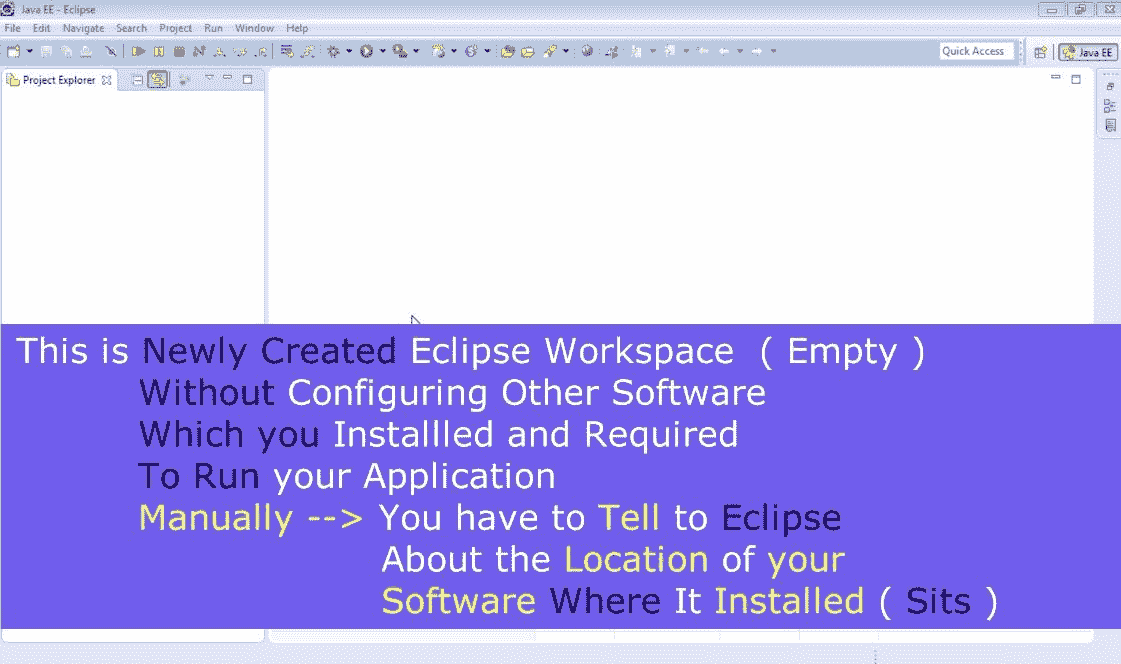 Java EE - Eclipse
File Edit Navigate Search Project Run Window Help
Quick Access
Java EE
Project Explorer
This is Newly Created Eclipse Workspace ( Empty )
Without Configuring Other Software
Which you Installled and Required
To Run your Application
Manually --> You have to Tell to Eclipse
About the Location of your
Software Where It Installed ( Sits )